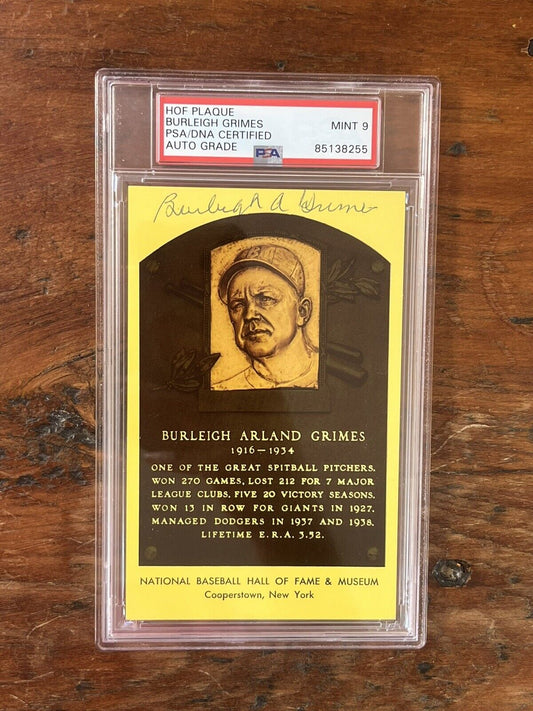 HOF PLAQUE
BURLEIGH GRIMES
PSA/DNA CERTIFIED
AUTO GRADE
PSA
MINT 9
85138255
Burleigh A Grimes
BURLEIGH ARLAND GRIMES
1916-1934
ONE OF THE GREAT SPITBALL PITCHERS.
WON 270 GAMES, LOST 212 FOR 7 MAJOR
LEAGUE CLUBS. FIVE 20 VICTORY SEASONS.
WON 13 IN ROW FOR GIANTS IN 1927.
MANAGED DODGERS IN 1937 AND 1938.
LIFETIME E.R.A. 3.52.
NATIONAL BASEBALL HALL OF FAME & MUSEUM
Cooperstown, New York